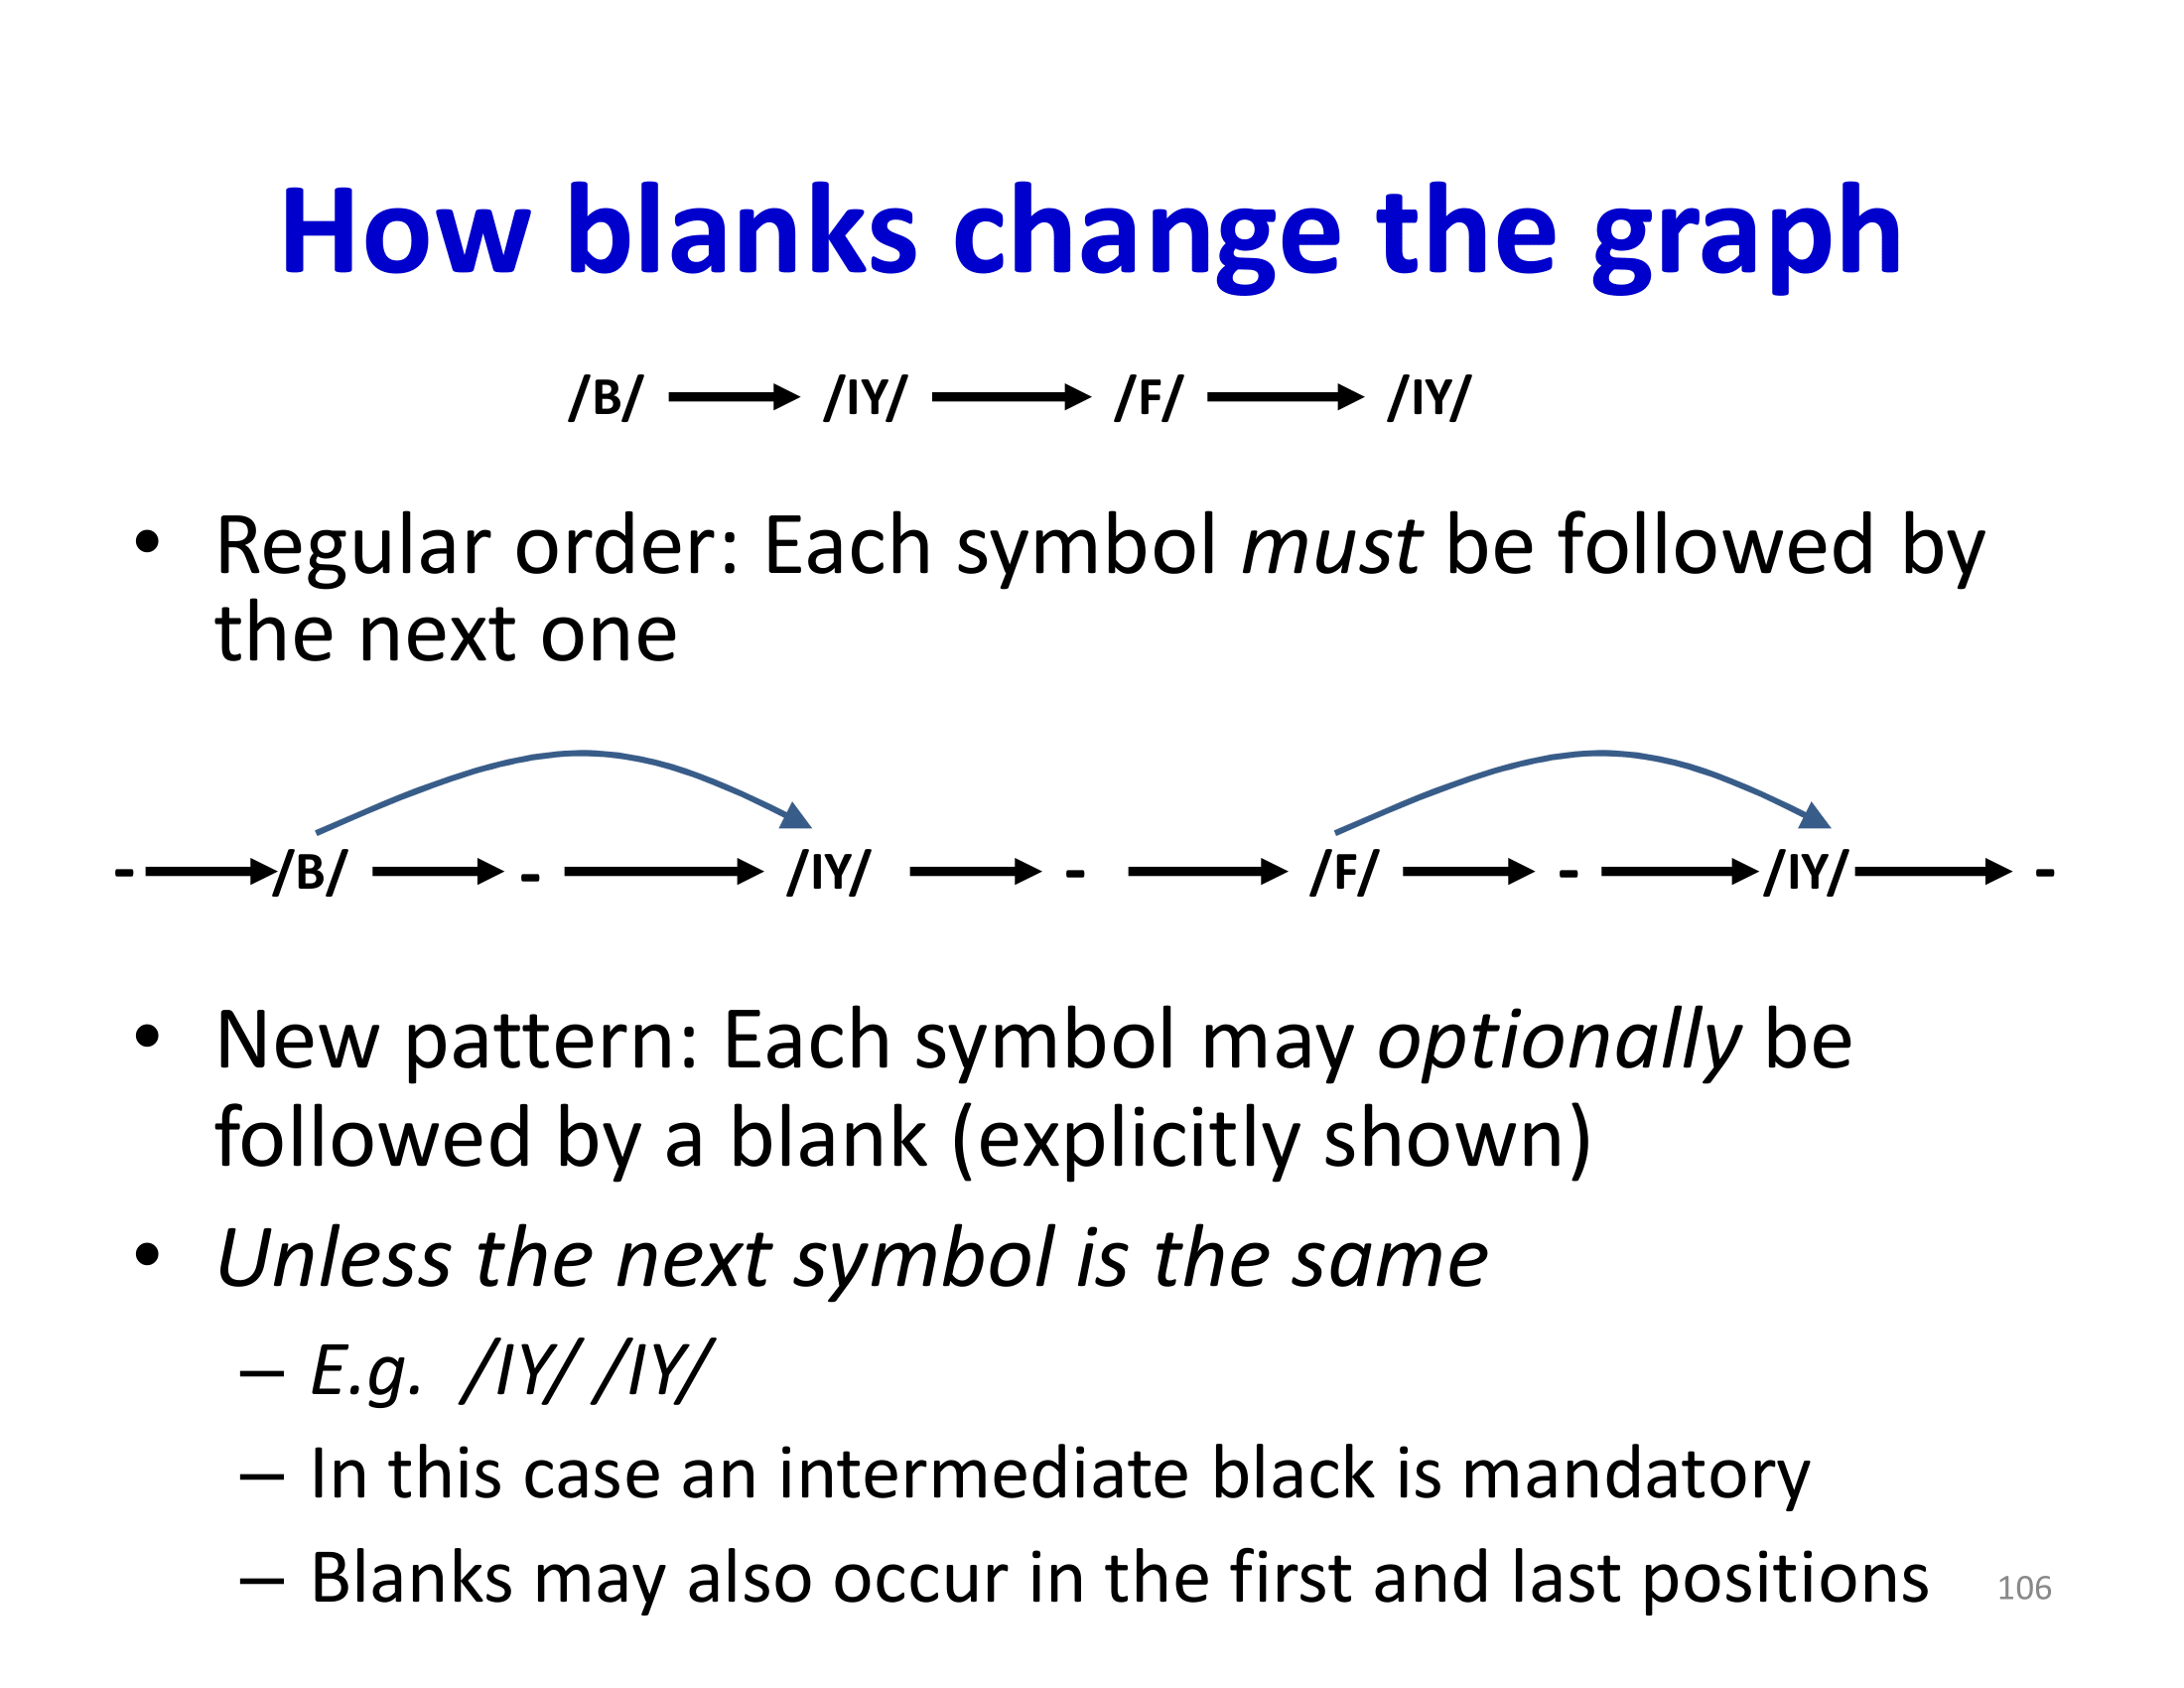 How blanks change the graph
/B/ /IY/ /F/ /IY/
• Regular order: Each symbol must be followed by
the next one
- /B/ - /IY/ - /F/ - /IY/ -
• New pattern: Each symbol may optionally be
followed by a blank (explicitly shown)
• Unless the next symbol is the same
— E.g. /IY/ /IY/
— In this case an intermediate black is mandatory
— Blanks may also occur in the first and last positions
106